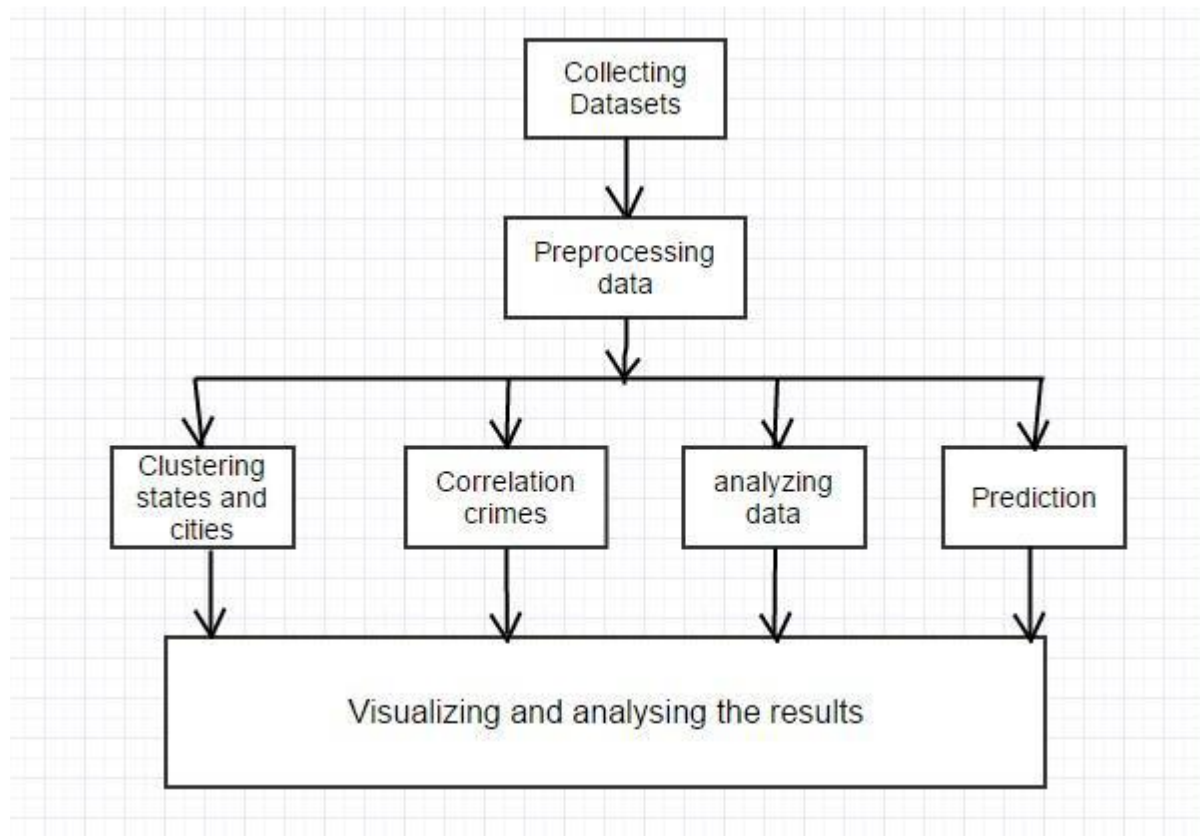 Collecting
Datasets
Preprocessing
data
Clustering
states and
cities
Correlation
crimes
analyzing
data
Prediction
Visualizing and analysing the results